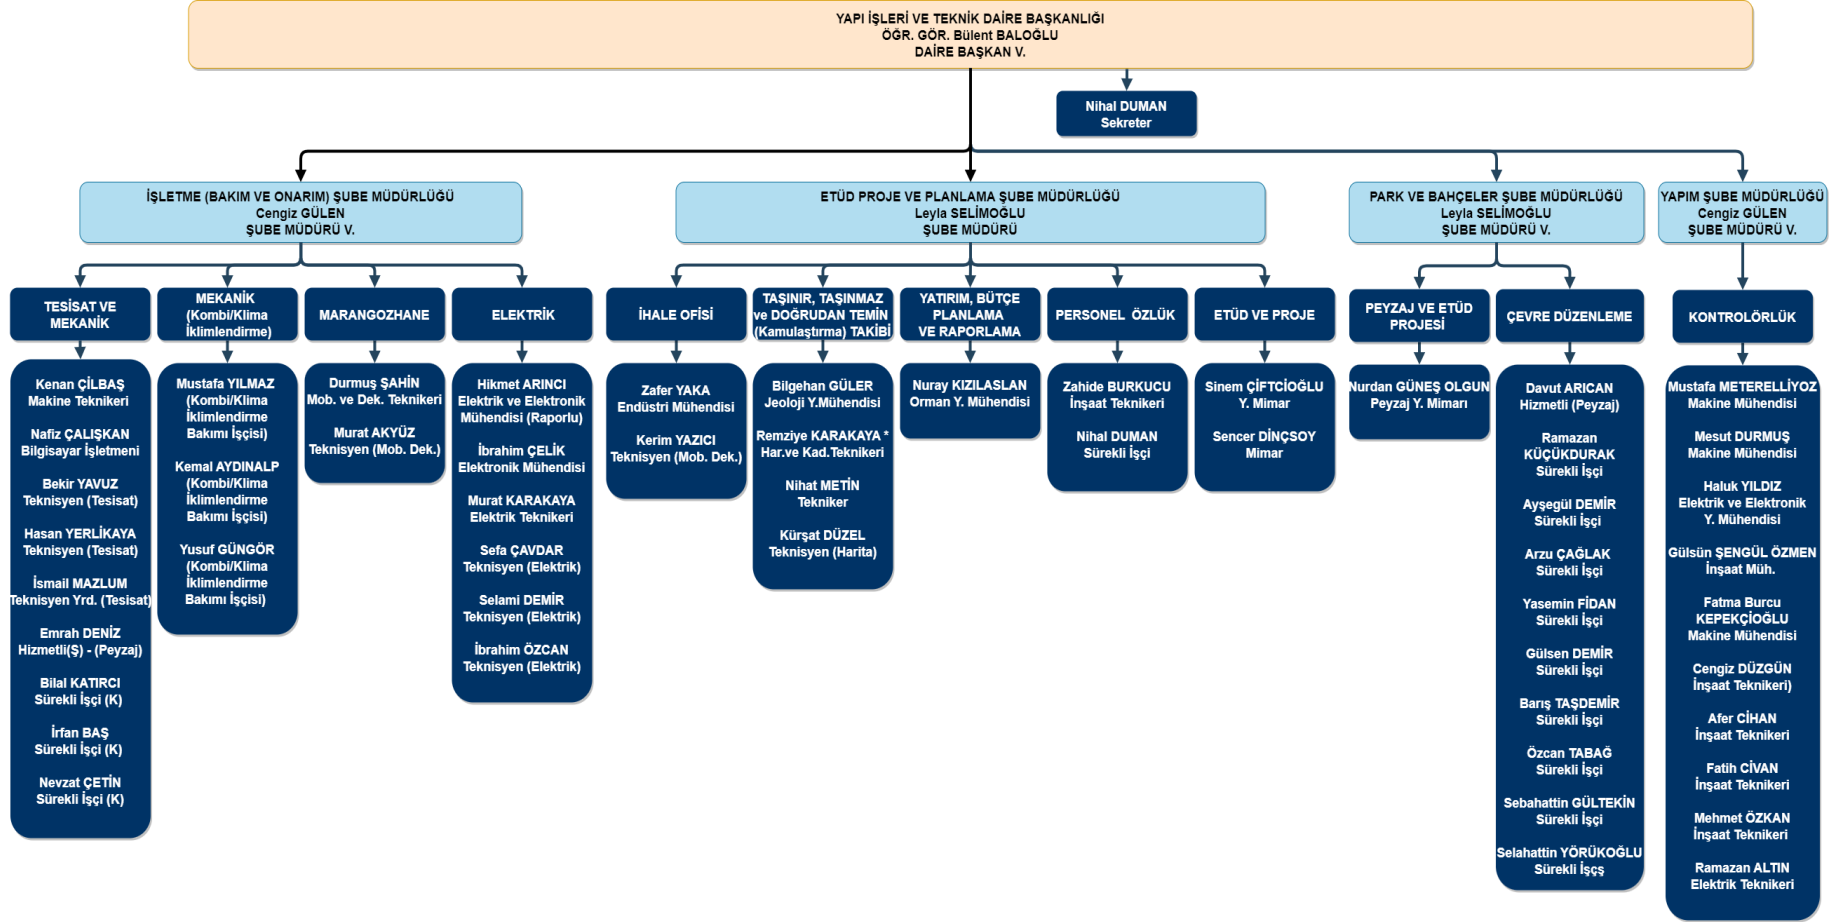 YAPI İŞLERİ VE TEKNİK DAİRE BAŞKANLIĞI
ÖĞR. GÖR. Bülent BALOĞLU
DAİRE BAŞKAN V.
Nihal DUMAN
Sekreter
İŞLETME (BAKIM VE ONARIM) ŞUBE MÜDÜRLÜĞÜ
Cengiz GÜLEN
ŞUBE MÜDÜRÜ V.
ETÜD PROJE VE PLANLAMA ŞUBE MÜDÜRLÜĞÜ
Leyla SELİMOĞLU
ŞUBE MÜDÜRÜ
PARK VE BAHÇELER ŞUBE MÜDÜRLÜĞÜ
Leyla SELİMOĞLU
ŞUBE MÜDÜRÜ V.
YAPIM ŞUBE MÜDÜRLÜĞÜ
Cengiz GÜLEN
ŞUBE MÜDÜRÜ V.
TESİSAT VE
MEKANİK
MEKANİK
(Kombi/Klima
İklimlendirme)
MARANGOZHANE
ELEKTRİK
İHALE OFİSİ
TAŞINIR, TAŞINMAZ
ve DOĞRUDAN TEMİN
(Kamulaştırma) TAKİBİ
YATIRIM, BÜTÇE
PLANLAMA
VE RAPORLAMA
PERSONEL ÖZLÜK
ETÜD VE PROJE
PEYZAJ VE ETÜD
PROJESİ
ÇEVRE DÜZENLEME
KONTROLÖRLÜK
Kenan ÇİLBAŞ
Makine Teknikeri
Nafiz ÇALIŞKAN
Bilgisayar İşletmeni
Bekir YAVUZ
Teknisyen (Tesisat)
Hasan YERLİKAYA
Teknisyen (Tesisat)
İsmail MAZLUM
Teknisyen Yrd. (Tesisat)
Emrah DENİZ
Hizmetli(Ş) - (Peyzaj)
Bilal KATIRCI
Sürekli İşçi (K)
İrfan BAŞ
Sürekli İşçi (K)
Nevzat ÇETİN
Sürekli İşçi (K)
Mustafa YILMAZ
(Kombi/Klima
İklimlendirme
Bakımı İşçisi)
Kemal AYDINALP
(Kombi/Klima
İklimlendirme
Bakımı İşçisi)
Yusuf GÜNGÖR
(Kombi/Klima
İklimlendirme
Bakımı İşçisi)
Durmuş ŞAHİN
Mob. ve Dek. Teknikeri
Murat AKYÜZ
Teknisyen (Mob. Dek.)
Hikmet ARINCI
Elektrik ve Elektronik
Mühendisi (Raporlu)
İbrahim ÇELİK
Elektronik Mühendisi
Murat KARAKAYA
Elektrik Teknikeri
Sefa ÇAVDAR
Teknisyen (Elektrik)
Selami DEMİR
Teknisyen (Elektrik)
İbrahim ÖZCAN
Teknisyen (Elektrik)
Zafer YAKA
Endüstri Mühendisi
Kerim YAZICI
Teknisyen (Mob. Dek.)
Bilgehan GÜLER
Jeoloji Y.Mühendisi
Remziye KARAKAYA *
Har.ve Kad.Teknikeri
Nihat METİN
Tekniker
Kürşat DÜZEL
Teknisyen (Harita)
Nuray KIZILASLAN
Orman Y. Mühendisi
Zahide BURKUCU
İnşaat Teknikeri
Nihal DUMAN
Sürekli İşçi
Sinem ÇİFTCİOĞLU
Y. Mimar
Sencer DİNÇSOY
Mimar
Nurdan GÜNEŞ OLGUN
Peyzaj Y. Mimarı
Davut ARICAN
Hizmetli (Peyzaj)
Ramazan
KÜÇÜKDURAK
Sürekli İşçi
Ayşegül DEMİR
Sürekli İşçi
Arzu ÇAĞLAK
Sürekli İşçi
Yasemin FİDAN
Sürekli İşçi
Gülsen DEMİR
Sürekli İşçi
Barış TAŞDEMİR
Sürekli İşçi
Özcan TABAĞ
Sürekli İşçi
Sebahattin GÜLTEKİN
Sürekli İşçi
Selahattin YÖRÜKOĞLU
Sürekli İşçş
Mustafa METERELLİYOZ
Makine Mühendisi
Mesut DURMUŞ
Makine Mühendisi
Haluk YILDIZ
Elektrik ve Elektronik
Y. Mühendisi
Gülsün ŞENGÜL ÖZMEN
İnşaat Müh.
Fatma Burcu
KEPEKÇİOĞLU
Makine Mühendisi
Cengiz DÜZGÜN
İnşaat Teknikeri)
Afer CİHAN
İnşaat Teknikeri
Fatih CİVAN
İnşaat Teknikeri
Mehmet ÖZKAN
İnşaat Teknikeri
Ramazan ALTIN
Elektrik Teknikeri